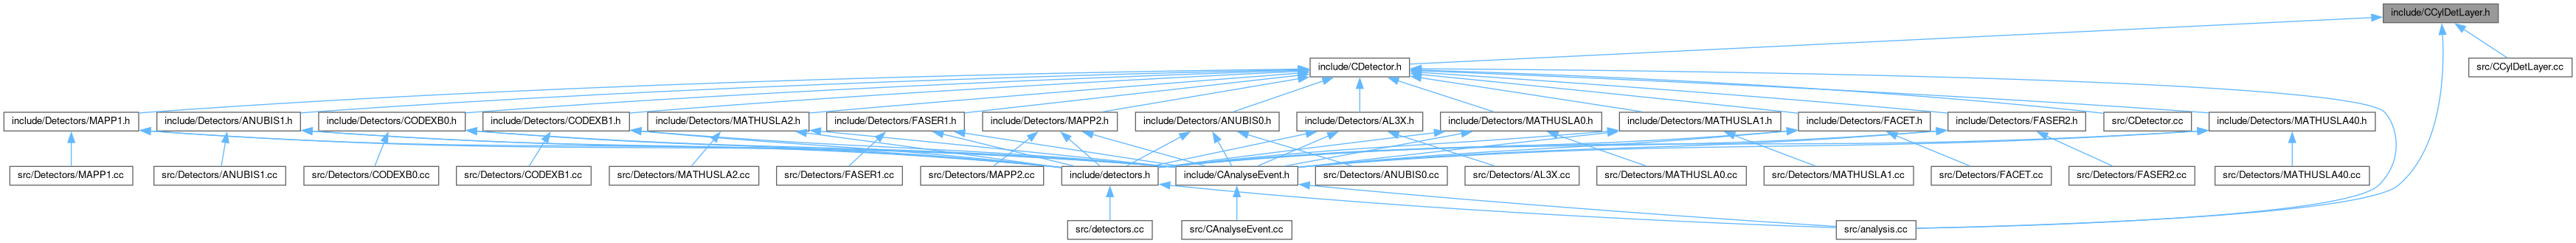 include/CCylDetLayer.h
include/CDetector.h
src/CCylDetLayer.cc
include/Detectors/MAPP1.h
include/Detectors/ANUBIS1.h
include/Detectors/CODEXB0.h
include/Detectors/CODEXB1.h
include/Detectors/MATHUSLA2.h
include/Detectors/FASER1.h
include/Detectors/MAPP2.h
include/Detectors/ANUBIS0.h
include/Detectors/AL3X.h
include/Detectors/MATHUSLA0.h
include/Detectors/MATHUSLA1.h
include/Detectors/FACET.h
include/Detectors/FASER2.h
src/CDetector.cc
include/Detectors/MATHUSLA40.h
src/Detectors/MAPP1.cc
src/Detectors/ANUBIS1.cc
src/Detectors/CODEXB0.cc
src/Detectors/CODEXB1.cc
src/Detectors/MATHUSLA2.cc
src/Detectors/FASER1.cc
src/Detectors/MAPP2.cc
include/detectors.h
include/CAnalyseEvent.h
src/Detectors/ANUBIS0.cc
src/Detectors/AL3X.cc
src/Detectors/MATHUSLA0.cc
src/Detectors/MATHUSLA1.cc
src/Detectors/FACET.cc
src/Detectors/FASER2.cc
src/Detectors/MATHUSLA40.cc
src/detectors.cc
src/CAnalyseEvent.cc
src/analysis.cc